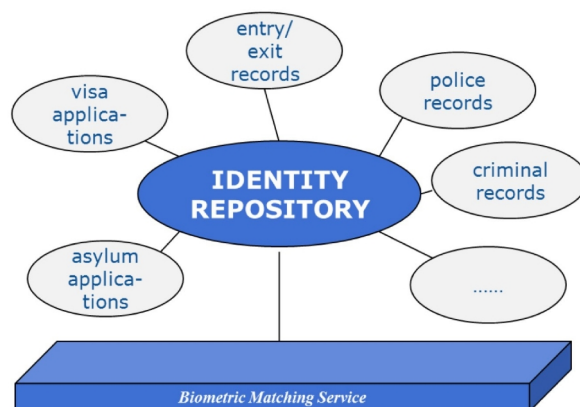 entry/
exit
records
visa
applica-
tions
police
records
IDENTITY
REPOSITORY
criminal
records
asylum
applica-
tions
......
Biometric Matching Service